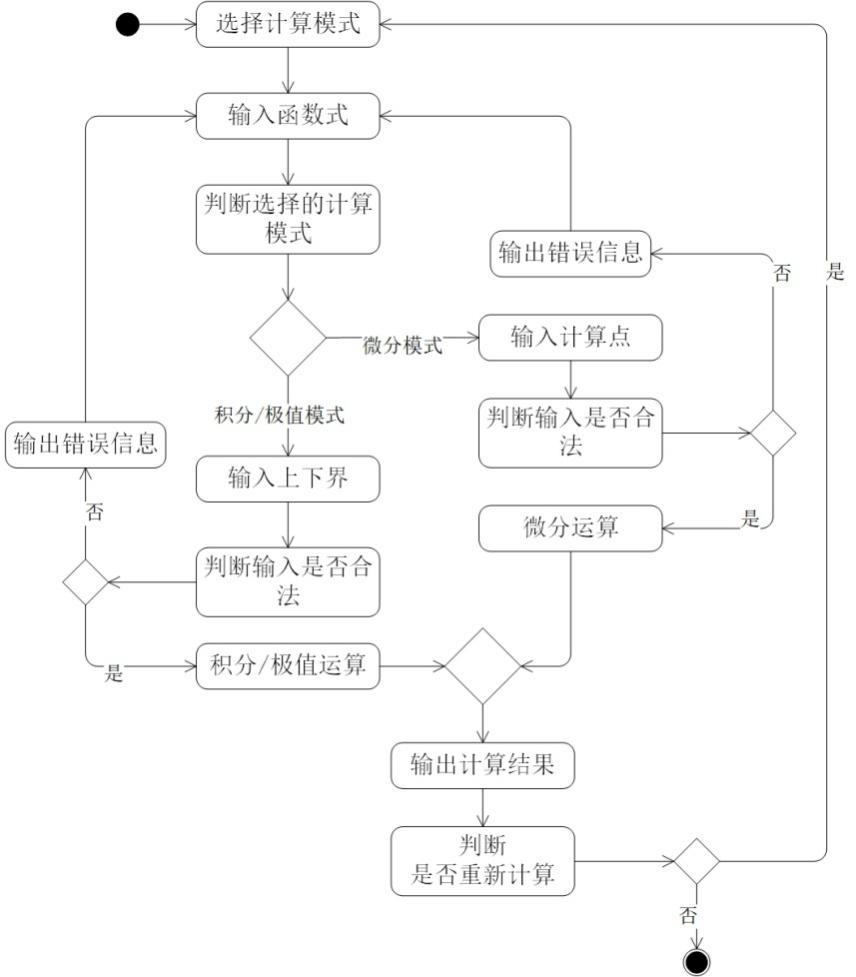 选择计算模式
输入函数式
判断选择的计算
模式
输出错误信息
否
是
微分模式
输入计算点
积分/极值模式
判断输入是否合
法
输出错误信息
输入上下界
否
微分运算
是
判断输入是否合
法
是
积分/极值运算
输出计算结果
判断
是否重新计算
否